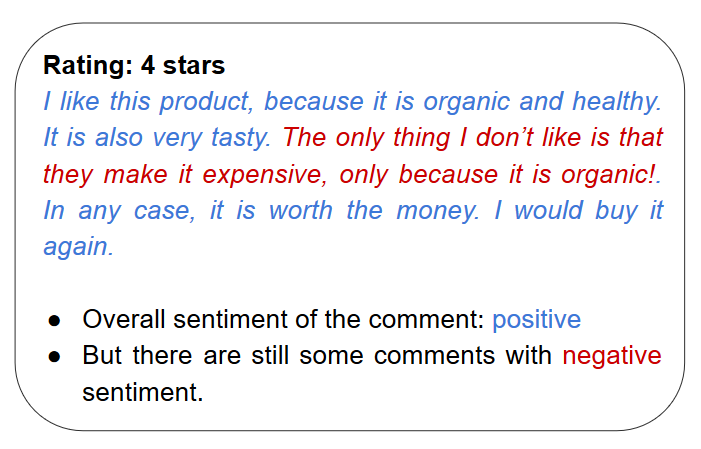 Rating: 4 stars
I like this product, because it is organic and healthy.
It is also very tasty. The only thing I don’t like is that
they make it expensive, only because it is organic!.
In any case, it is worth the money. I would buy it
again.
● Overall sentiment of the comment: positive
● But there are still some comments with negative
sentiment.